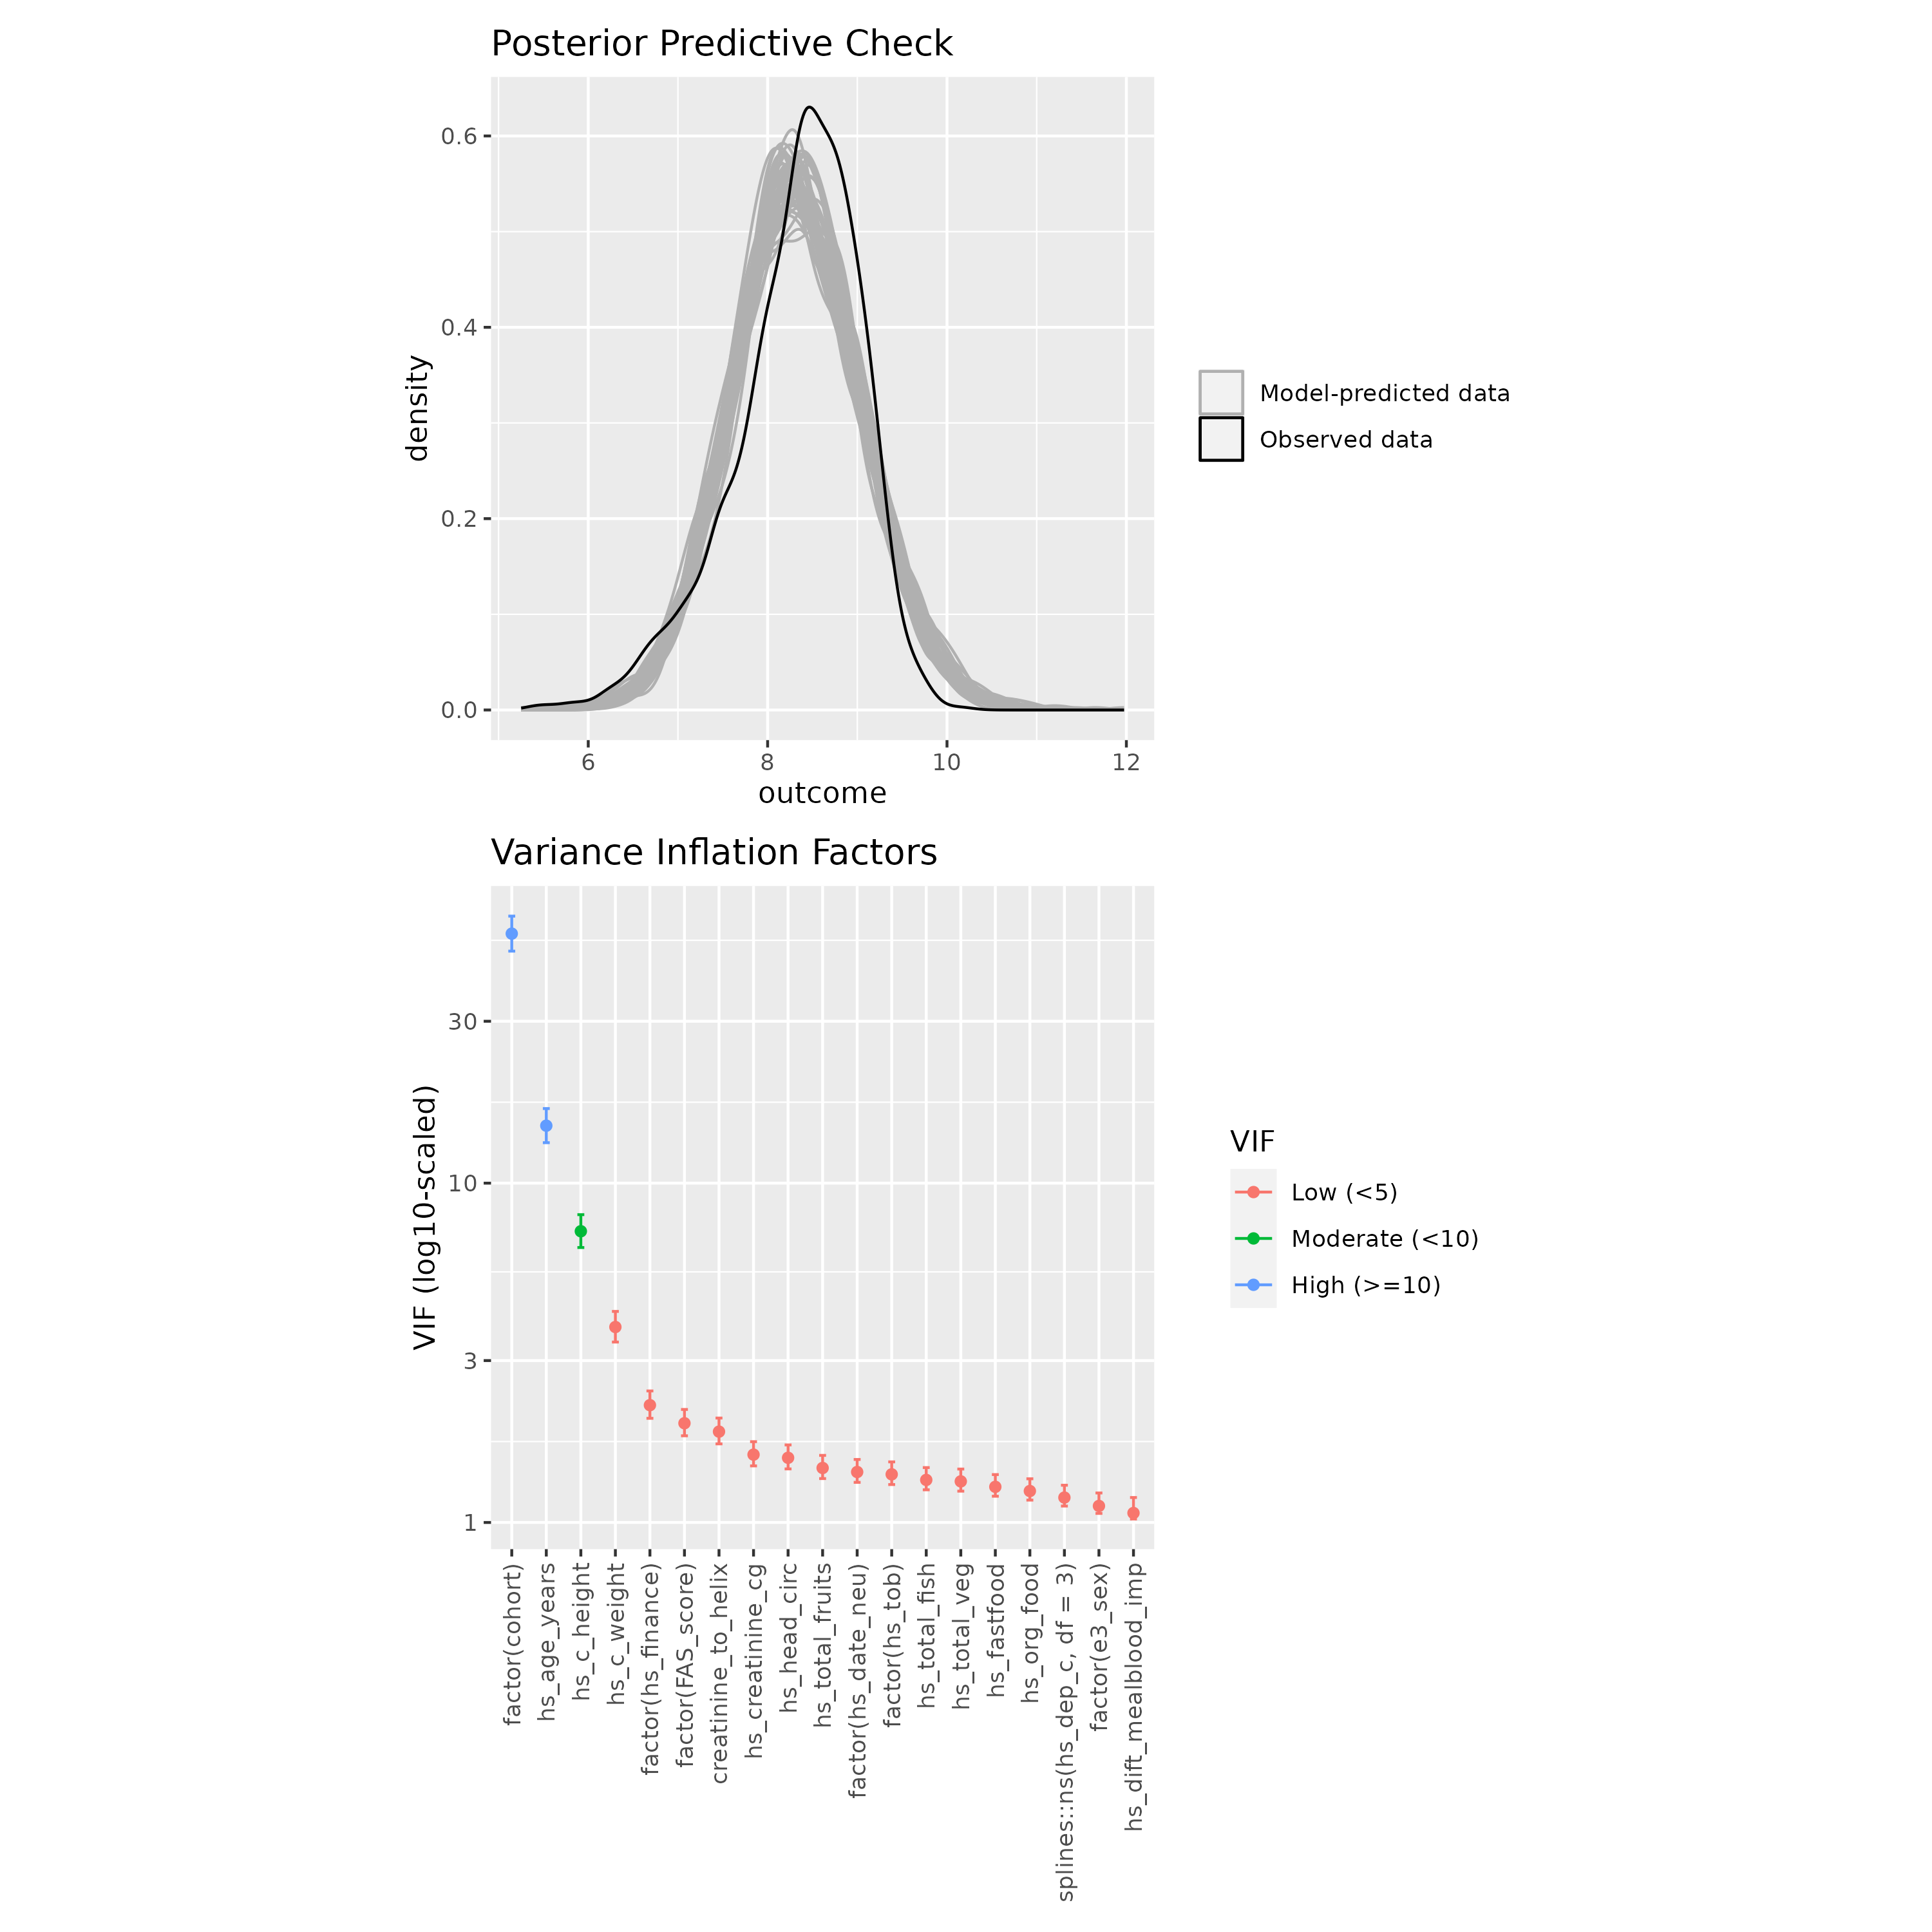 Posterior Predictive Check
0.6
0.4
0.2
0.0
density
6
8
10
12
outcome
Model-predicted data
Observed data
Variance Inflation Factors
30
10
3
1
VIF (log10-scaled)
factor(cohort)
hs_age_years
hs_c_height
hs_c_weight
factor(hs_finance)
factor(FAS_score)
creatinine_to_helix
hs_creatinine_cg
hs_head_circ
hs_total_fruits
factor(hs_date_neu)
factor(hs_tob)
hs_total_fish
hs_total_veg
hs_fastfood
hs_org_food
splines::ns(hs_dep_c, df = 3)
factor(e3_sex)
hs_dift_mealblood_imp
VIF
Low (<5)
Moderate (<10)
High (>=10)